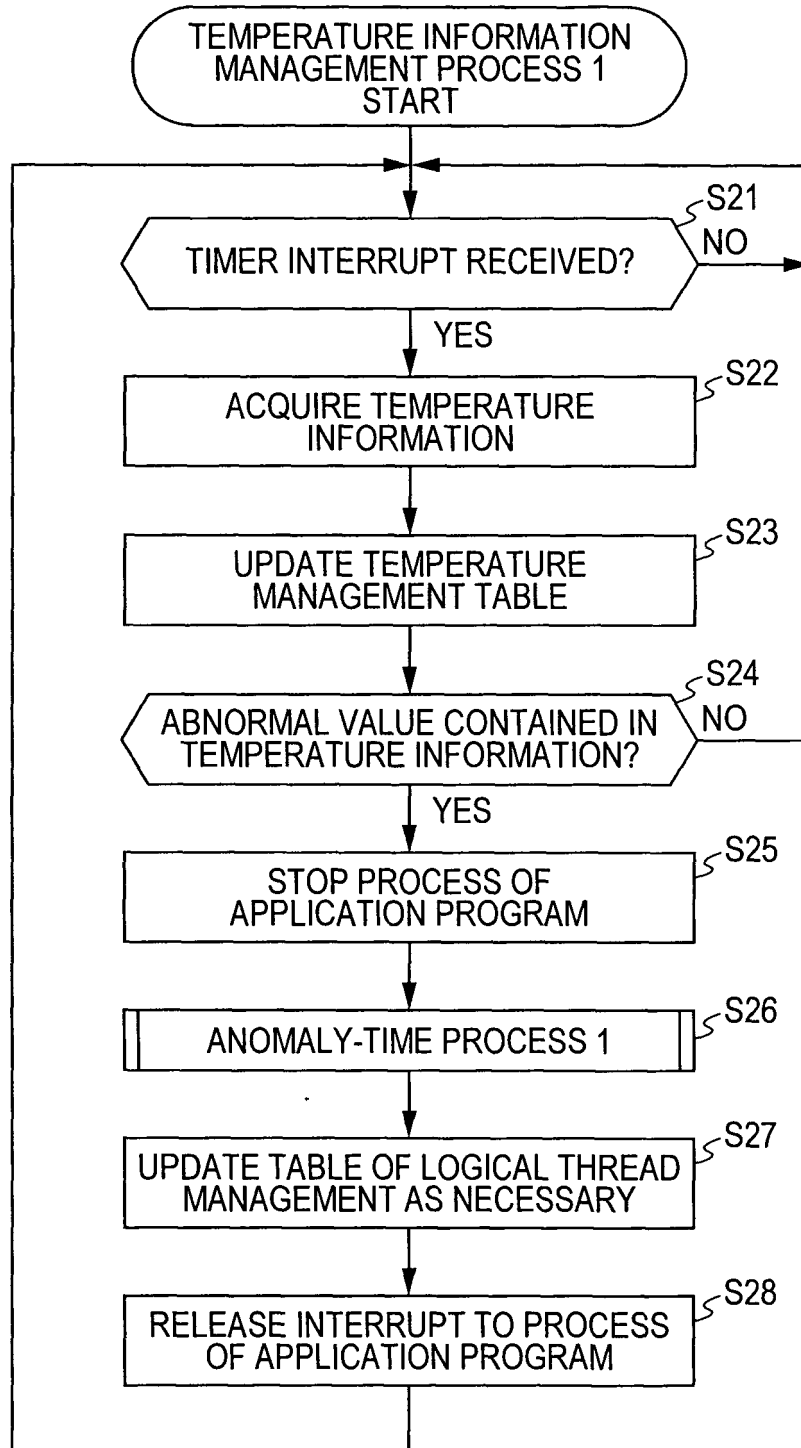 TEMPERATURE INFORMATION
MANAGEMENT PROCESS 1
START
S21
TIMER INTERRUPT RECEIVED?
NO
YES
S22
ACQUIRE TEMPERATURE
INFORMATION
S23
UPDATE TEMPERATURE
MANAGEMENT TABLE
S24
ABNORMAL VALUE CONTAINED IN
TEMPERATURE INFORMATION?
NO
YES
S25
STOP PROCESS OF
APPLICATION PROGRAM
S26
ANOMALY-TIME PROCESS 1
S27
UPDATE TABLE OF LOGICAL THREAD
MANAGEMENT AS NECESSARY
S28
RELEASE INTERRUPT TO PROCESS
OF APPLICATION PROGRAM